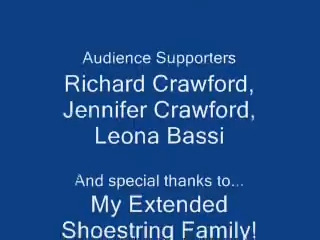 Audience Supporters
Richard Crawford,
Jennifer Crawford,
Leona Bassi
And special thanks to...
My Extended
Shoestring Family!